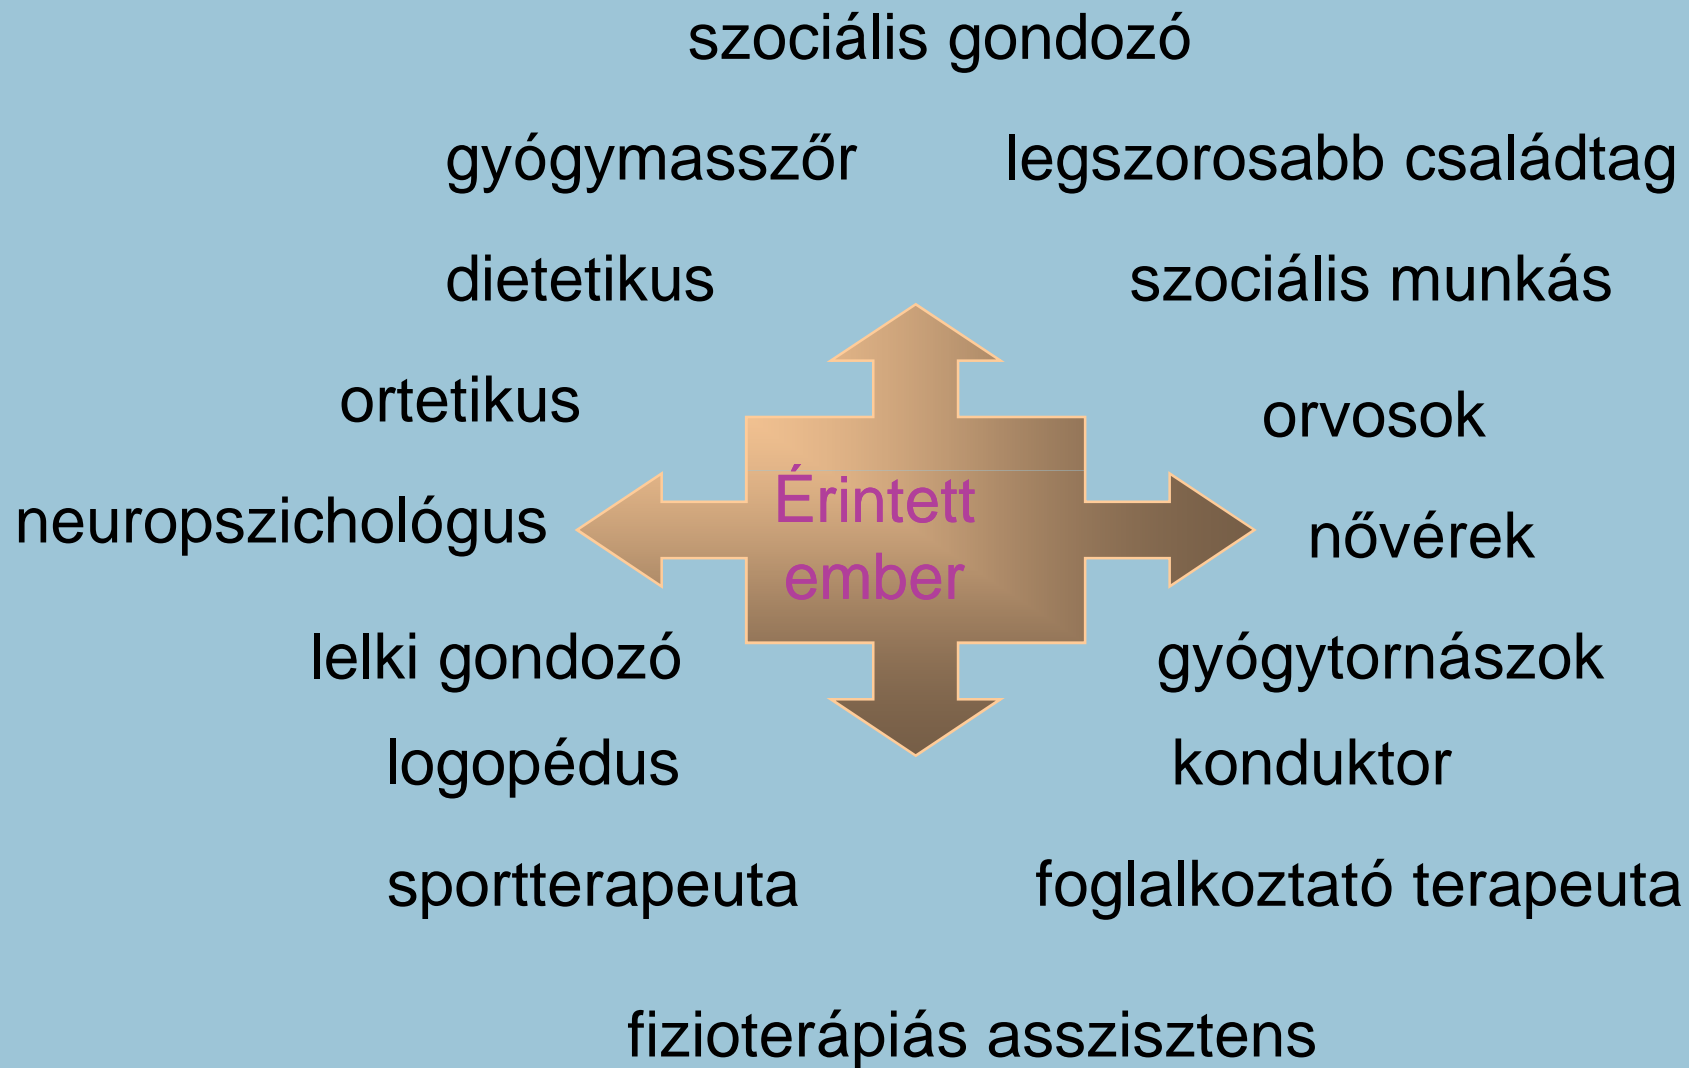 szociális gondozó
gyógymasszőr
legszorosabb családtag
dietetikus
szociális munkás
ortetikus
orvosok
Érintett
ember
neuropszichológus
nővérek
lelki gondozó
gyógytornászok
logopédus
konduktor
sportterapeuta
foglalkoztató terapeuta
fizioterápiás asszisztens